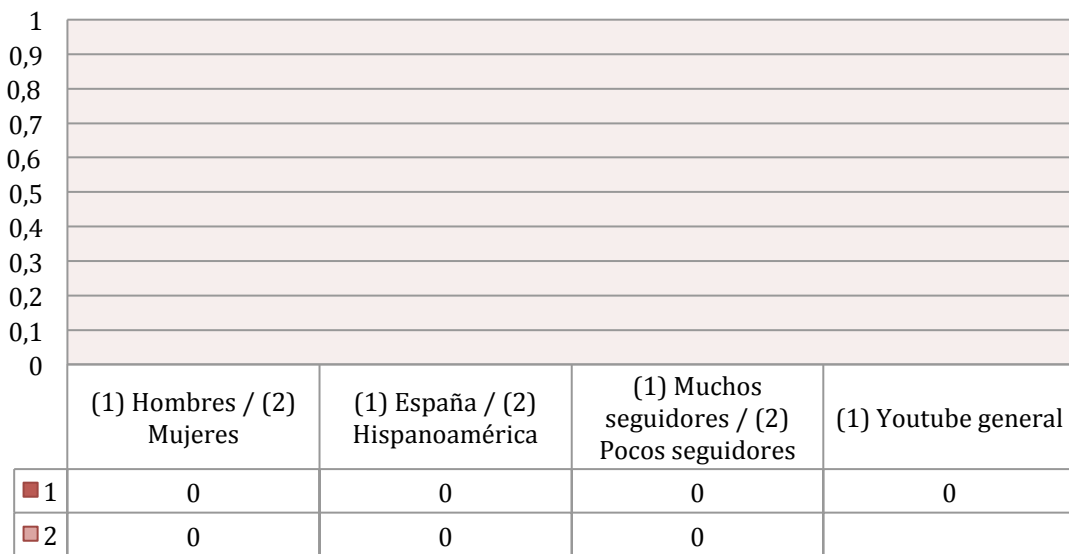 1
0,9
0,8
0,7
0,6
0,5
0,4
0,3
0,2
0,1
0
(1) Hombres / (2)
Mujeres
(1) España / (2)
Hispanoamérica
(1) Muchos
seguidores / (2)
Pocos seguidores
(1) Youtube general
1 0 0 0 0
2 0 0 0